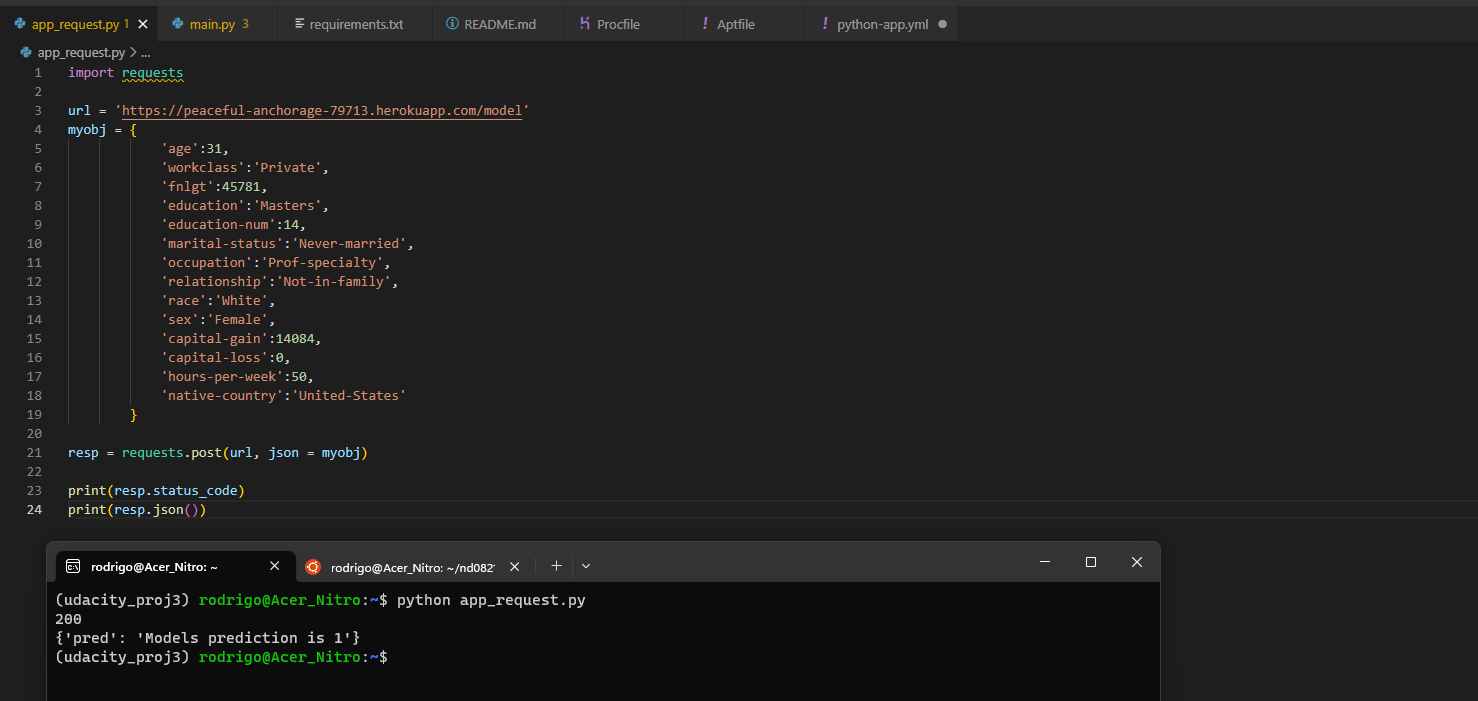 app_request.py 1
main.py 3
requirements.txt
README.md
Procfile
Aptfile
python-app.yml
app_request.py > ...
1 import requests
2
3 url = 'https://peaceful-anchorage-79713.herokuapp.com/model'
4 myobj = {
5 'age':31,
6 'workclass':'Private',
7 'fnlgt':45781,
8 'education':'Masters',
9 'education-num':14,
10 'marital-status':'Never-married',
11 'occupation':'Prof-specialty',
12 'relationship':'Not-in-family',
13 'race':'White',
14 'sex':'Female',
15 'capital-gain':14084,
16 'capital-loss':0,
17 'hours-per-week':50,
18 'native-country':'United-States'
19 }
20
21 resp = requests.post(url, json = myobj)
22
23 print(resp.status_code)
24 print(resp.json())
rodrigo@Acer_Nitro: ~
rodrigo@Acer_Nitro: ~/nd082
(udacity_proj3) rodrigo@Acer_Nitro:~$ python app_request.py
200
{'pred': 'Models prediction is 1'}
(udacity_proj3) rodrigo@Acer_Nitro:~$